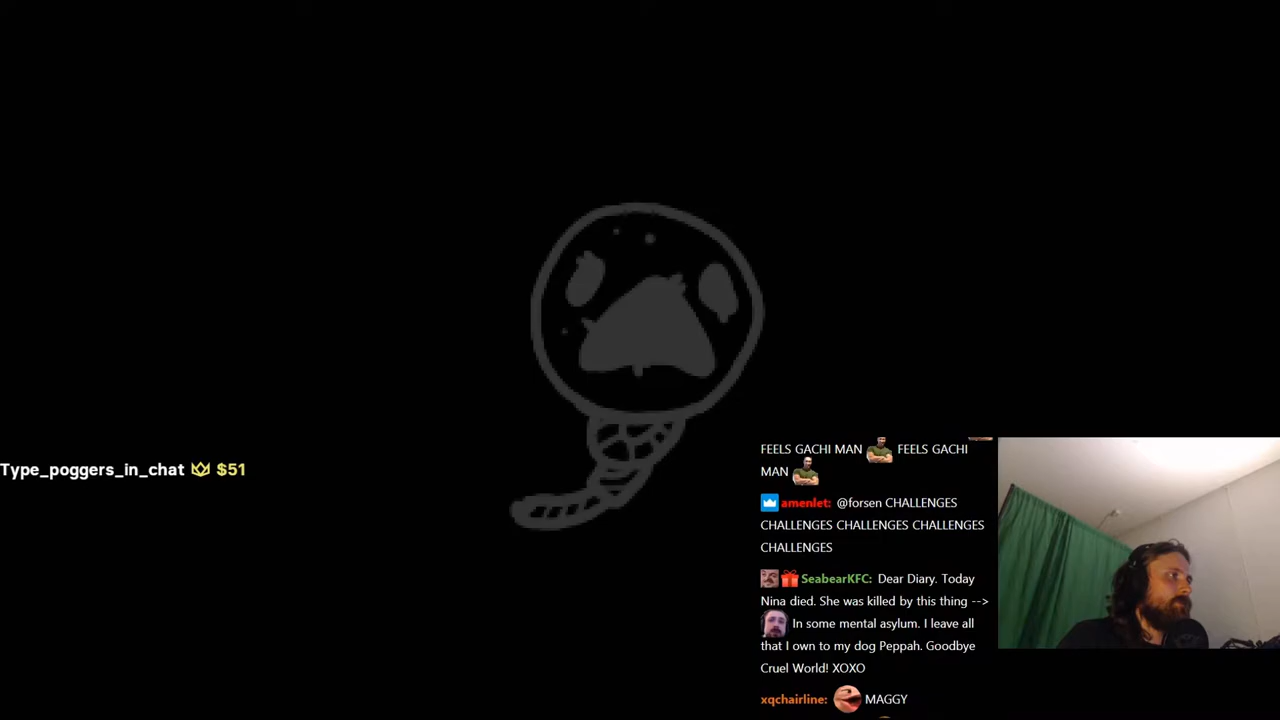 Type_poggers_in_chat $51
FEELS GACHI MAN FEELS GACHI
MAN
amenlet: @forsen CHALLENGES
CHALLENGES CHALLENGES CHALLENGES
CHALLENGES
SeabearKFC: Dear Diary. Today
Nina died. She was killed by this thing -->
In some mental asylum. I leave all
that I own to my dog Peppah. Goodbye
Cruel World! XOXO
xqchairline: MAGGY